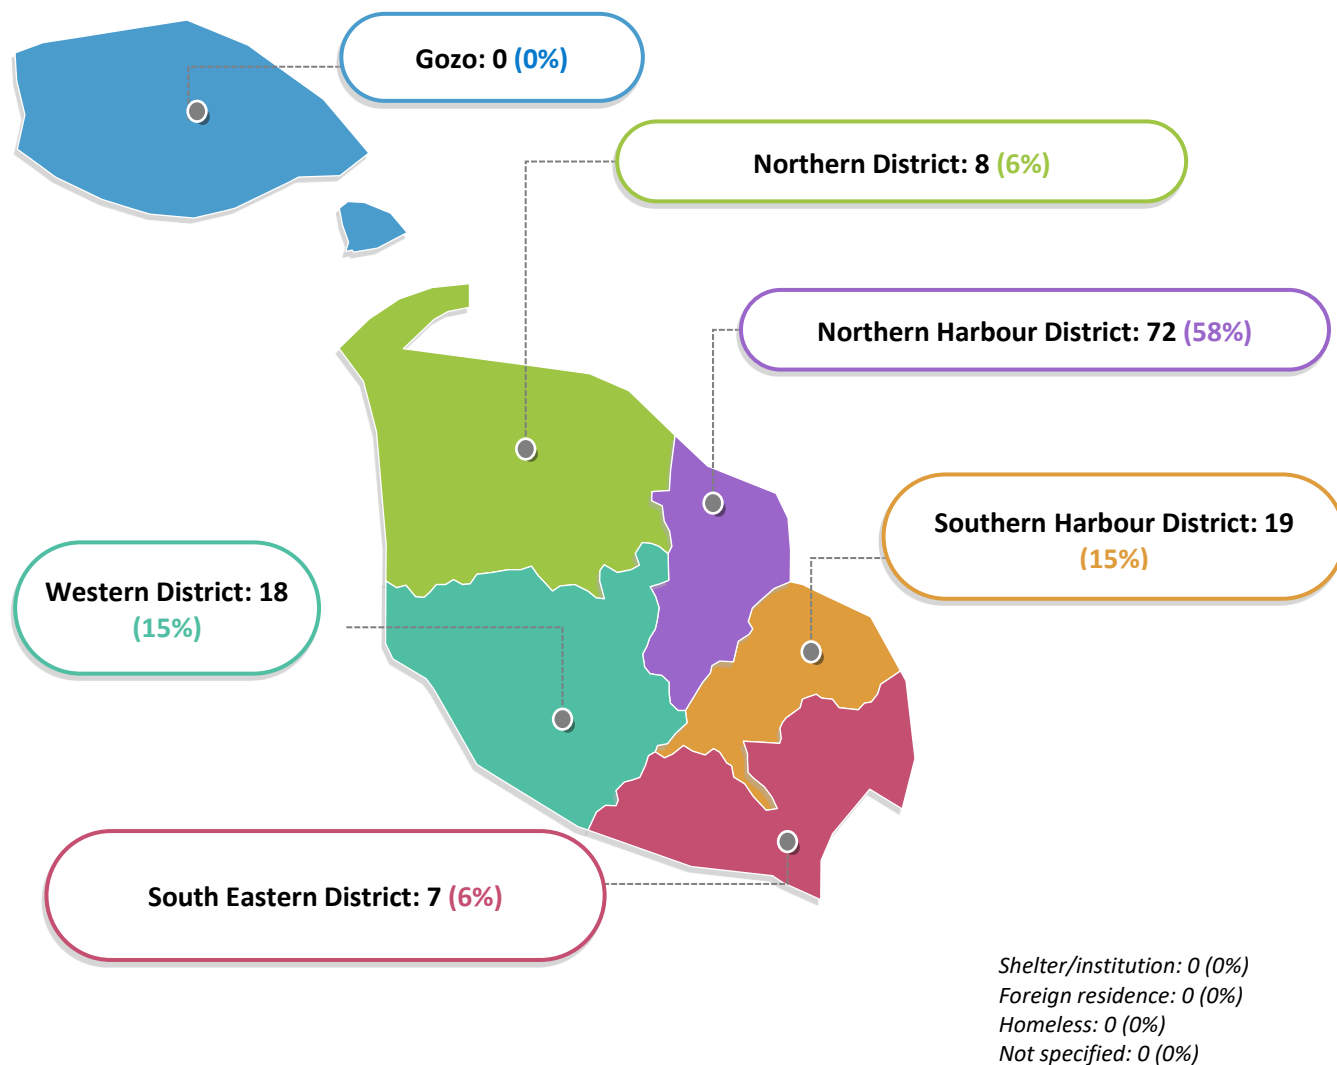 Gozo: 0 (0%)
Northern District: 8 (6%)
Northern Harbour District: 72 (58%)
Southern Harbour District: 19
(15%)
Western District: 18
(15%)
South Eastern District: 7 (6%)
Shelter/institution: 0 (0%)
Foreign residence: 0 (0%)
Homeless: 0 (0%)
Not specified: 0 (0%)